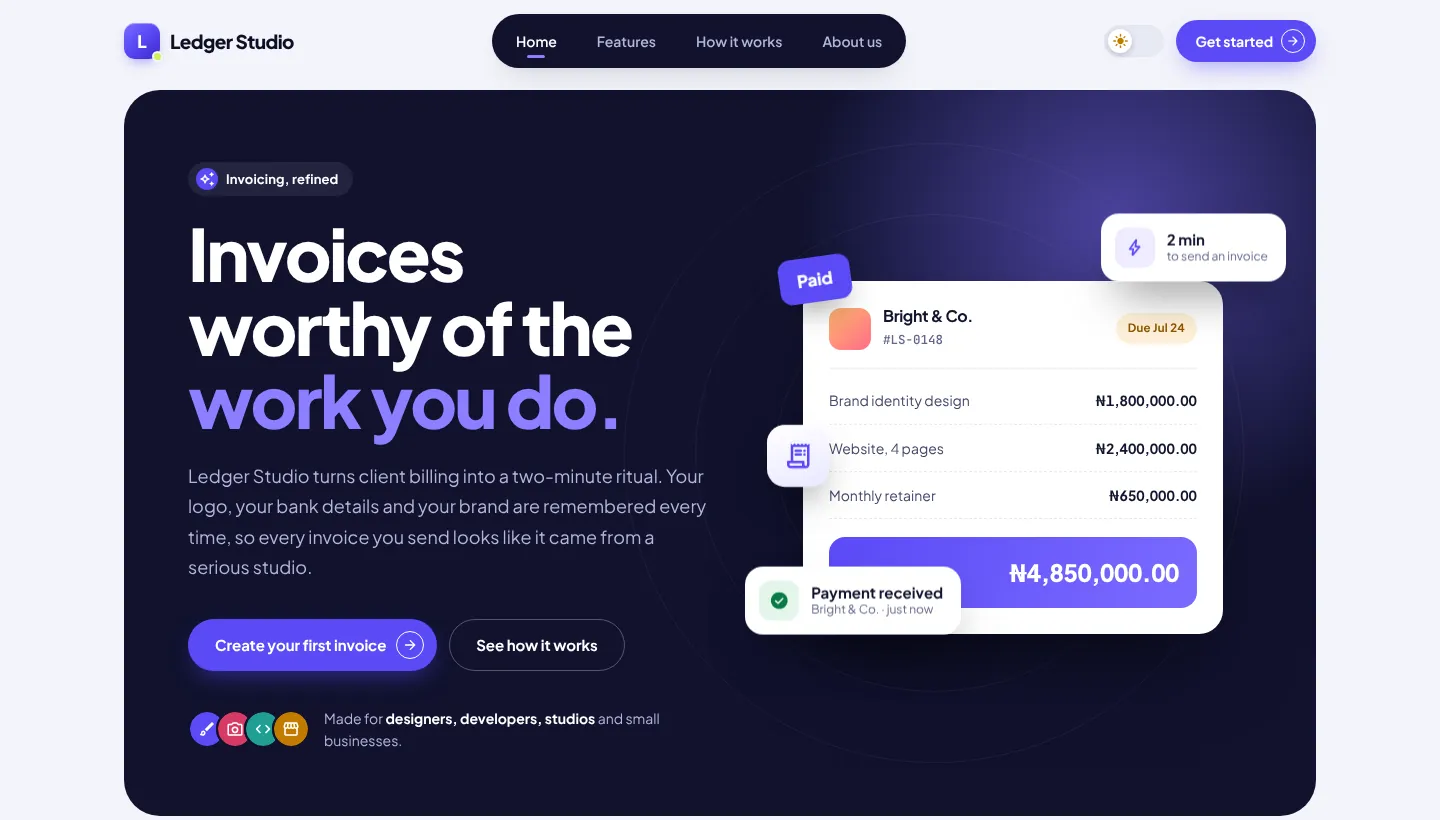 L
Ledger Studio
Home
Features
How it works
About us
Get started
Invoicing, refined
Invoices
worthy of the
work you do.
Ledger Studio turns client billing into a two-minute ritual. Your
logo, your bank details and your brand are remembered every
time, so every invoice you send looks like it came from a
serious studio.
Create your first invoice
See how it works
Made for designers, developers, studios and small
businesses.
2 min
to send an invoice
Paid
Bright & Co.
#LS-0148
Due Jul 24
Brand identity design ₦1,800,000.00
Website, 4 pages ₦2,400,000.00
Monthly retainer ₦650,000.00
₦4,850,000.00
Payment received
Bright & Co. · just now